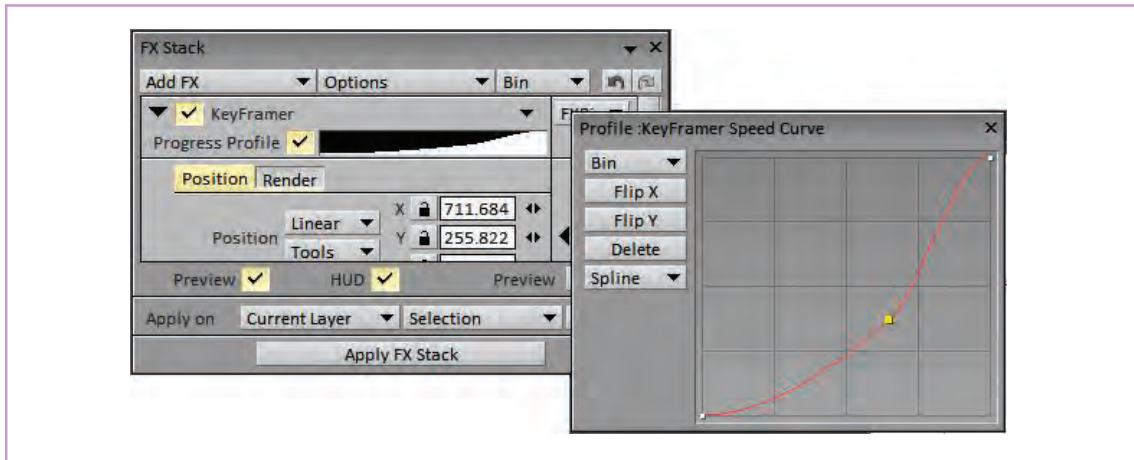 FX Stack
Add FX Options Bin
KeyFramer
Progress Profile
Position Render
Position Linear X 711.684
Tools Y 255.822
Preview HUD Preview
Apply on Current Layer Selection
Apply FX Stack
Profile :KeyFramer Speed Curve
Bin
Flip X
Flip Y
Delete
Spline